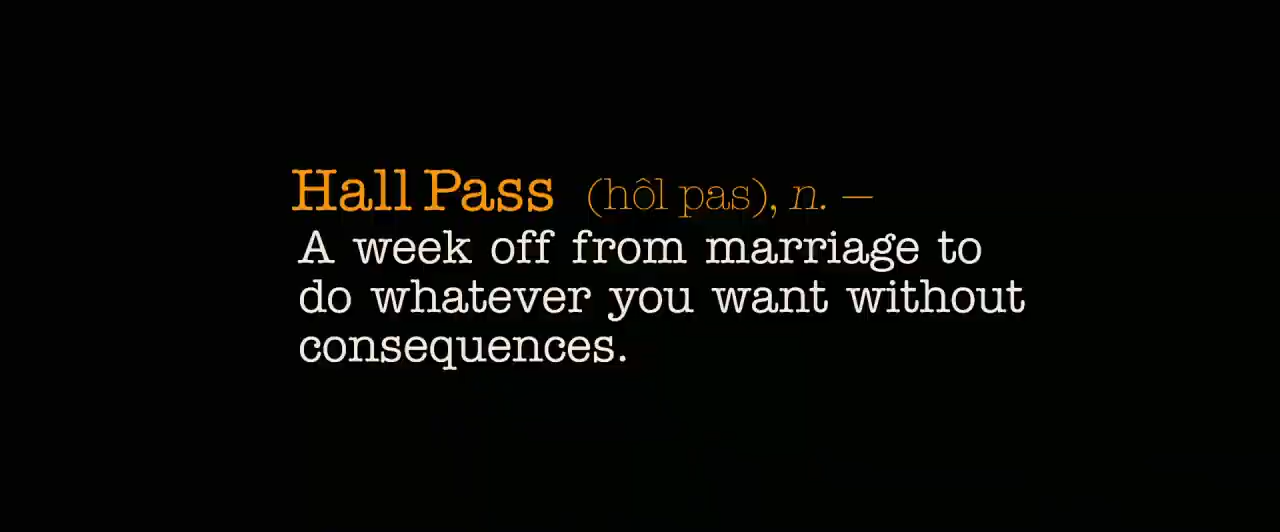 Hall Pass (hôl pas), n. —
A week off from marriage to
do whatever you want without
consequences.